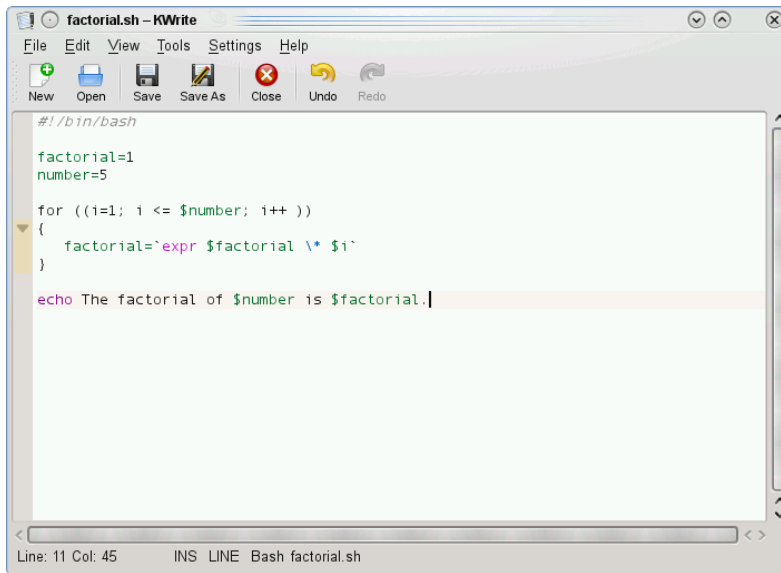 factorial.sh – KWrite
File Edit View Tools Settings Help
New Open Save Save As Close Undo Redo
#!/bin/bash
factorial=1
number=5
for ((i=1; i <= $number; i++ ))
{
factorial=`expr $factorial \* $i`
}
echo The factorial of $number is $factorial.
Line: 11 Col: 45 INS LINE Bash factorial.sh